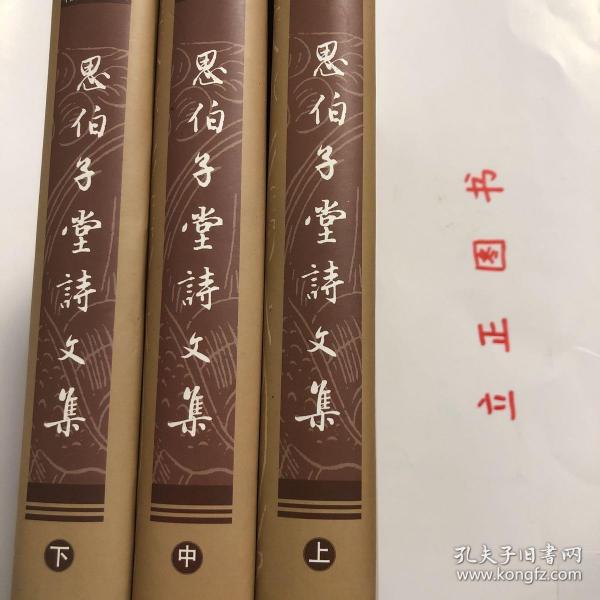 思伯子堂詩文集
下
思伯子堂詩文集
中
思伯子堂詩文集
上
立正图书
孔夫子旧书网
www.kongfz.com